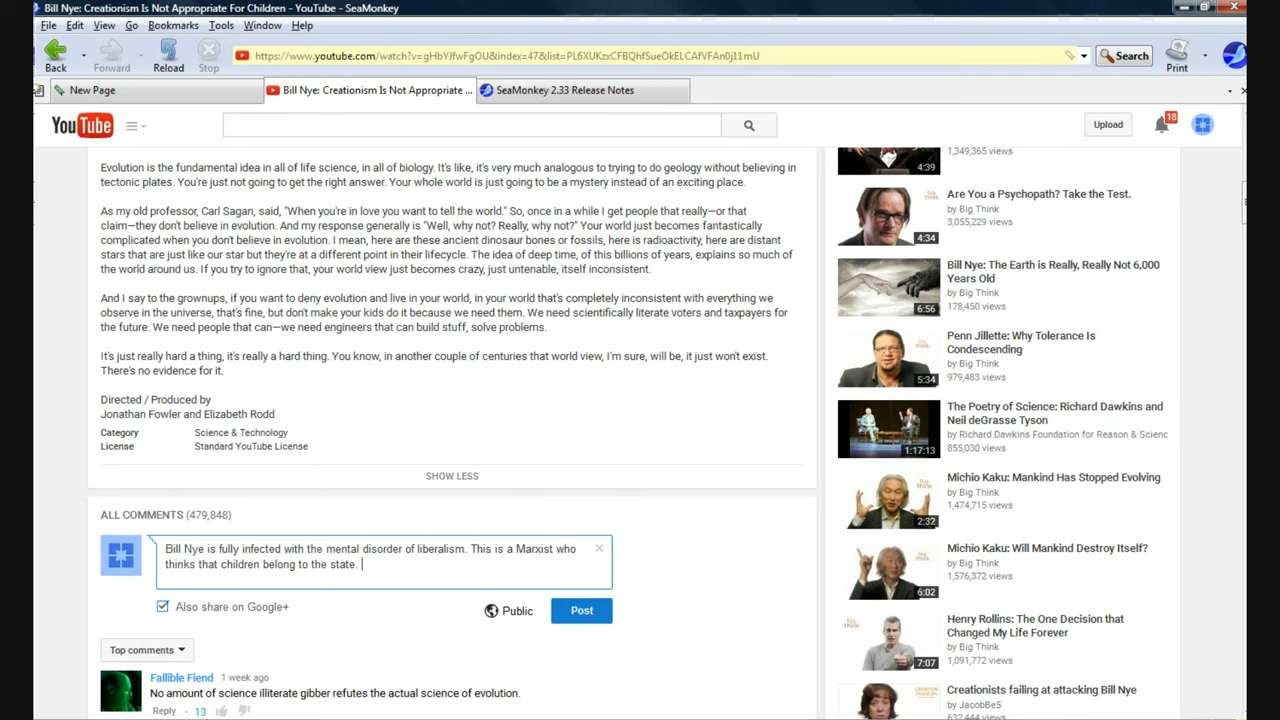 Bill Nye: Creationism Is Not Appropriate For Children - YouTube - SeaMonkey
File Edit View Go Bookmarks Tools Window Help
Back Forward Reload Stop
https://www.youtube.com/watch?v=gHbYJfwFgOU&index=47&list=PL6XUKzCFBQhfSueOkELCAfVFAn0j11mU
Search
Print
New Page
Bill Nye: Creationism Is Not Appropriate ...
SeaMonkey 2.33 Release Notes
YouTube
Upload
18
Evolution is the fundamental idea in all of life science, in all of biology. It's like, it's very much analogous to trying to do geology without believing in
tectonic plates. You're just not going to get the right answer. Your whole world is just going to be a mystery instead of an exciting place.
As my old professor, Carl Sagan, said, "When you're in love you want to tell the world." So, once in a while I get people that really—or that
claim—they don't believe in evolution. And my response generally is "Well, why not? Really, why not?" Your world just becomes fantastically
complicated when you don't believe in evolution. I mean, here are these ancient dinosaur bones or fossils, here is radioactivity, here are distant
stars that are just like our star but they're at a different point in their lifecycle. The idea of deep time, of this billions of years, explains so much of
the world around us. If you try to ignore that, your world view just becomes crazy, just untenable, itself inconsistent.
And I say to the grownups, if you want to deny evolution and live in your world, in your world that's completely inconsistent with everything we
observe in the universe, that's fine, but don't make your kids do it because we need them. We need scientifically literate voters and taxpayers for
the future. We need people that can—we need engineers that can build stuff, solve problems.
It's just really hard a thing, it's really a hard thing. You know, in another couple of centuries that world view, I'm sure, will be, it just won't exist.
There's no evidence for it.
Directed / Produced by
Jonathan Fowler and Elizabeth Rodd
Category Science & Technology
License Standard YouTube License
SHOW LESS
ALL COMMENTS (479,848)
Bill Nye is fully infected with the mental disorder of liberalism. This is a Marxist who
thinks that children belong to the state.
Also share on Google+
Public
Post
Top comments
Fallible Fiend 1 week ago
No amount of science illiterate gibber refutes the actual science of evolution.
Reply · 13
1,349,365 views
4:39
Are You a Psychopath? Take the Test.
by Big Think
3,055,229 views
4:34
Bill Nye: The Earth is Really, Really Not 6,000
Years Old
by Big Think
178,450 views
6:56
Penn Jillette: Why Tolerance Is
Condescending
by Big Think
979,483 views
5:34
The Poetry of Science: Richard Dawkins and
Neil deGrasse Tyson
by Richard Dawkins Foundation for Reason & Scienc
855,030 views
1:17:13
Michio Kaku: Mankind Has Stopped Evolving
by Big Think
1,474,715 views
2:32
Michio Kaku: Will Mankind Destroy Itself?
by Big Think
1,576,372 views
6:02
Henry Rollins: The One Decision that
Changed My Life Forever
by Big Think
1,091,772 views
7:07
Creationists failing at attacking Bill Nye
by JacobBe5
632,444 views